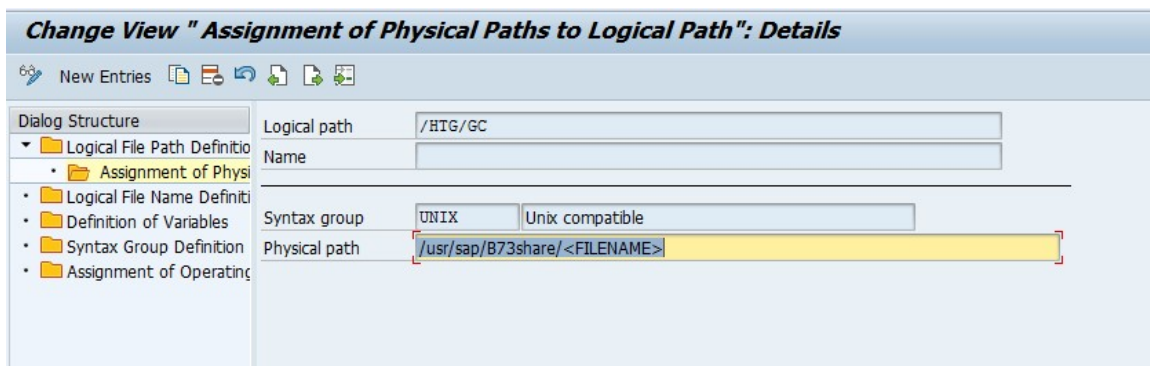 Change View " Assignment of Physical Paths to Logical Path": Details
New Entries
Dialog Structure
Logical File Path Definitio
Assignment of Physi
Logical File Name Definiti
Definition of Variables
Syntax Group Definition
Assignment of Operating
Logical path /HTG/GC
Name
Syntax group UNIX Unix compatible
Physical path /usr/sap/B73share/<FILENAME>